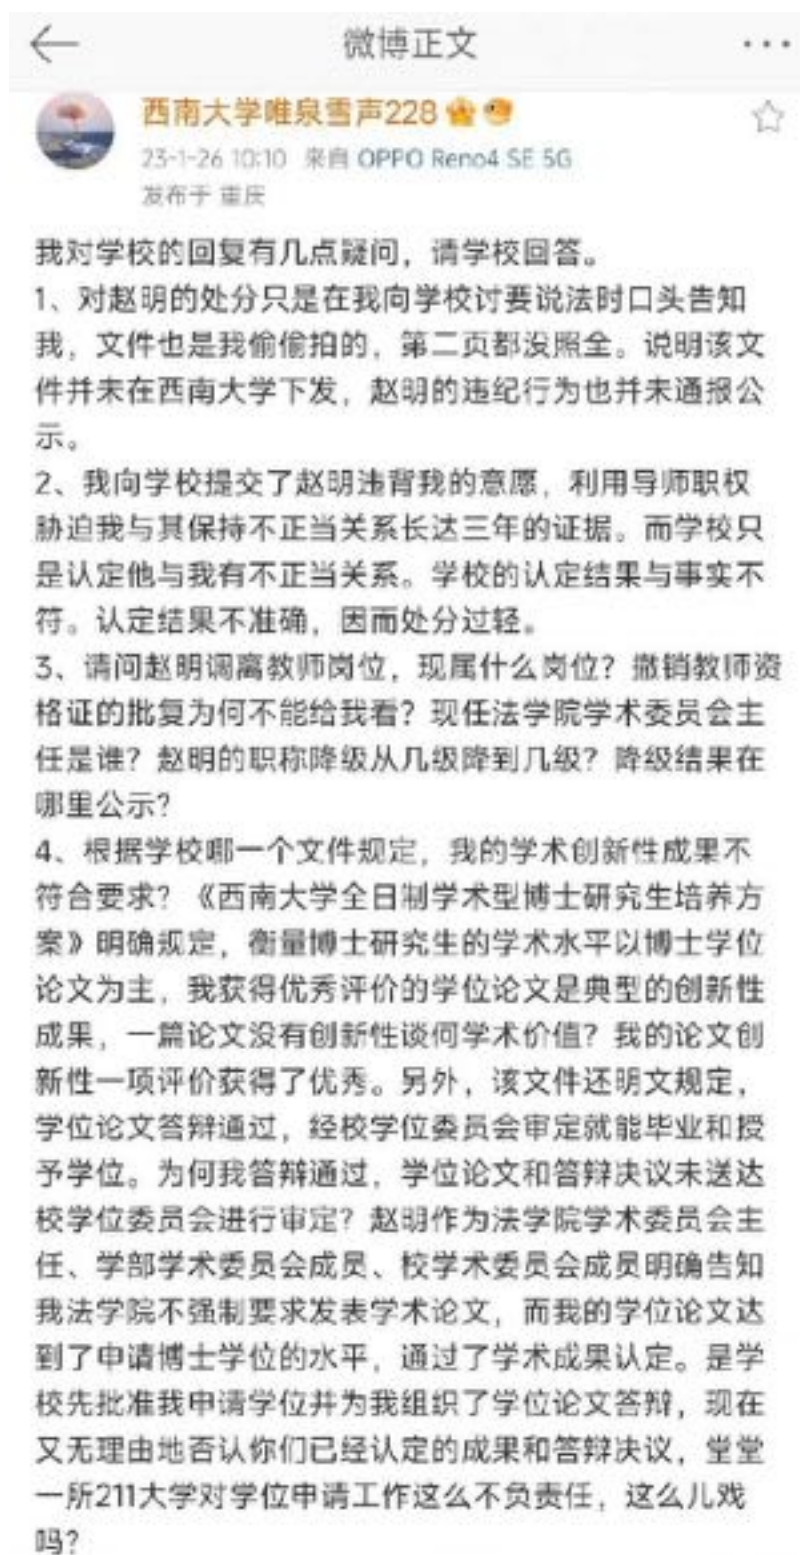 微博正文
西南大学唯泉雪声228
23-1-26 10:10 来自 OPPO Reno4 SE 5G
发布于 重庆
我对学校的回复有几点疑问，请学校回答。
1、对赵明的处分只是在我向学校讨要说法时口头告知
我，文件也是我偷偷拍的，第二页都没照全。说明该文
件并未在西南大学下发，赵明的违纪行为也并未通报公
示。
2、我向学校提交了赵明违背我的意愿，利用导师职权
胁迫我与其保持不正当关系长达三年的证据。而学校只
是认定他与我有不正当关系。学校的认定结果与事实不
符。认定结果不准确，因而处分过轻。
3、请问赵明调离教师岗位，现属什么岗位？撤销教师资
格证的批复为何不能给我看？现任法学院学术委员会主
任是谁？赵明的职称降级从几级降到几级？降级结果在
哪里公示？
4、根据学校哪一个文件规定，我的学术创新性成果不
符合要求？《西南大学全日制学术型博士研究生培养方
案》明确规定，衡量博士研究生的学术水平以博士学位
论文为主，我获得优秀评价的学位论文是典型的创新性
成果，一篇论文没有创新性谈何学术价值？我的论文创
新性一项评价获得了优秀。另外，该文件还明文规定，
学位论文答辩通过，经校学位委员会审定就能毕业和授
予学位。为何我答辩通过，学位论文和答辩决议未送达
校学位委员会进行审定？赵明作为法学院学术委员会主
任、学部学术委员会成员、校学术委员会成员明确告知
我法学院不强制要求发表学术论文，而我的学位论文达
到了申请博士学位的水平，通过了学术成果认定。是学
校先批准我申请学位并为我组织了学位论文答辩，现在
又无理由地否认你们已经认定的成果和答辩决议，堂堂
一所211大学对学位申请工作这么不负责任，这么儿戏
吗？